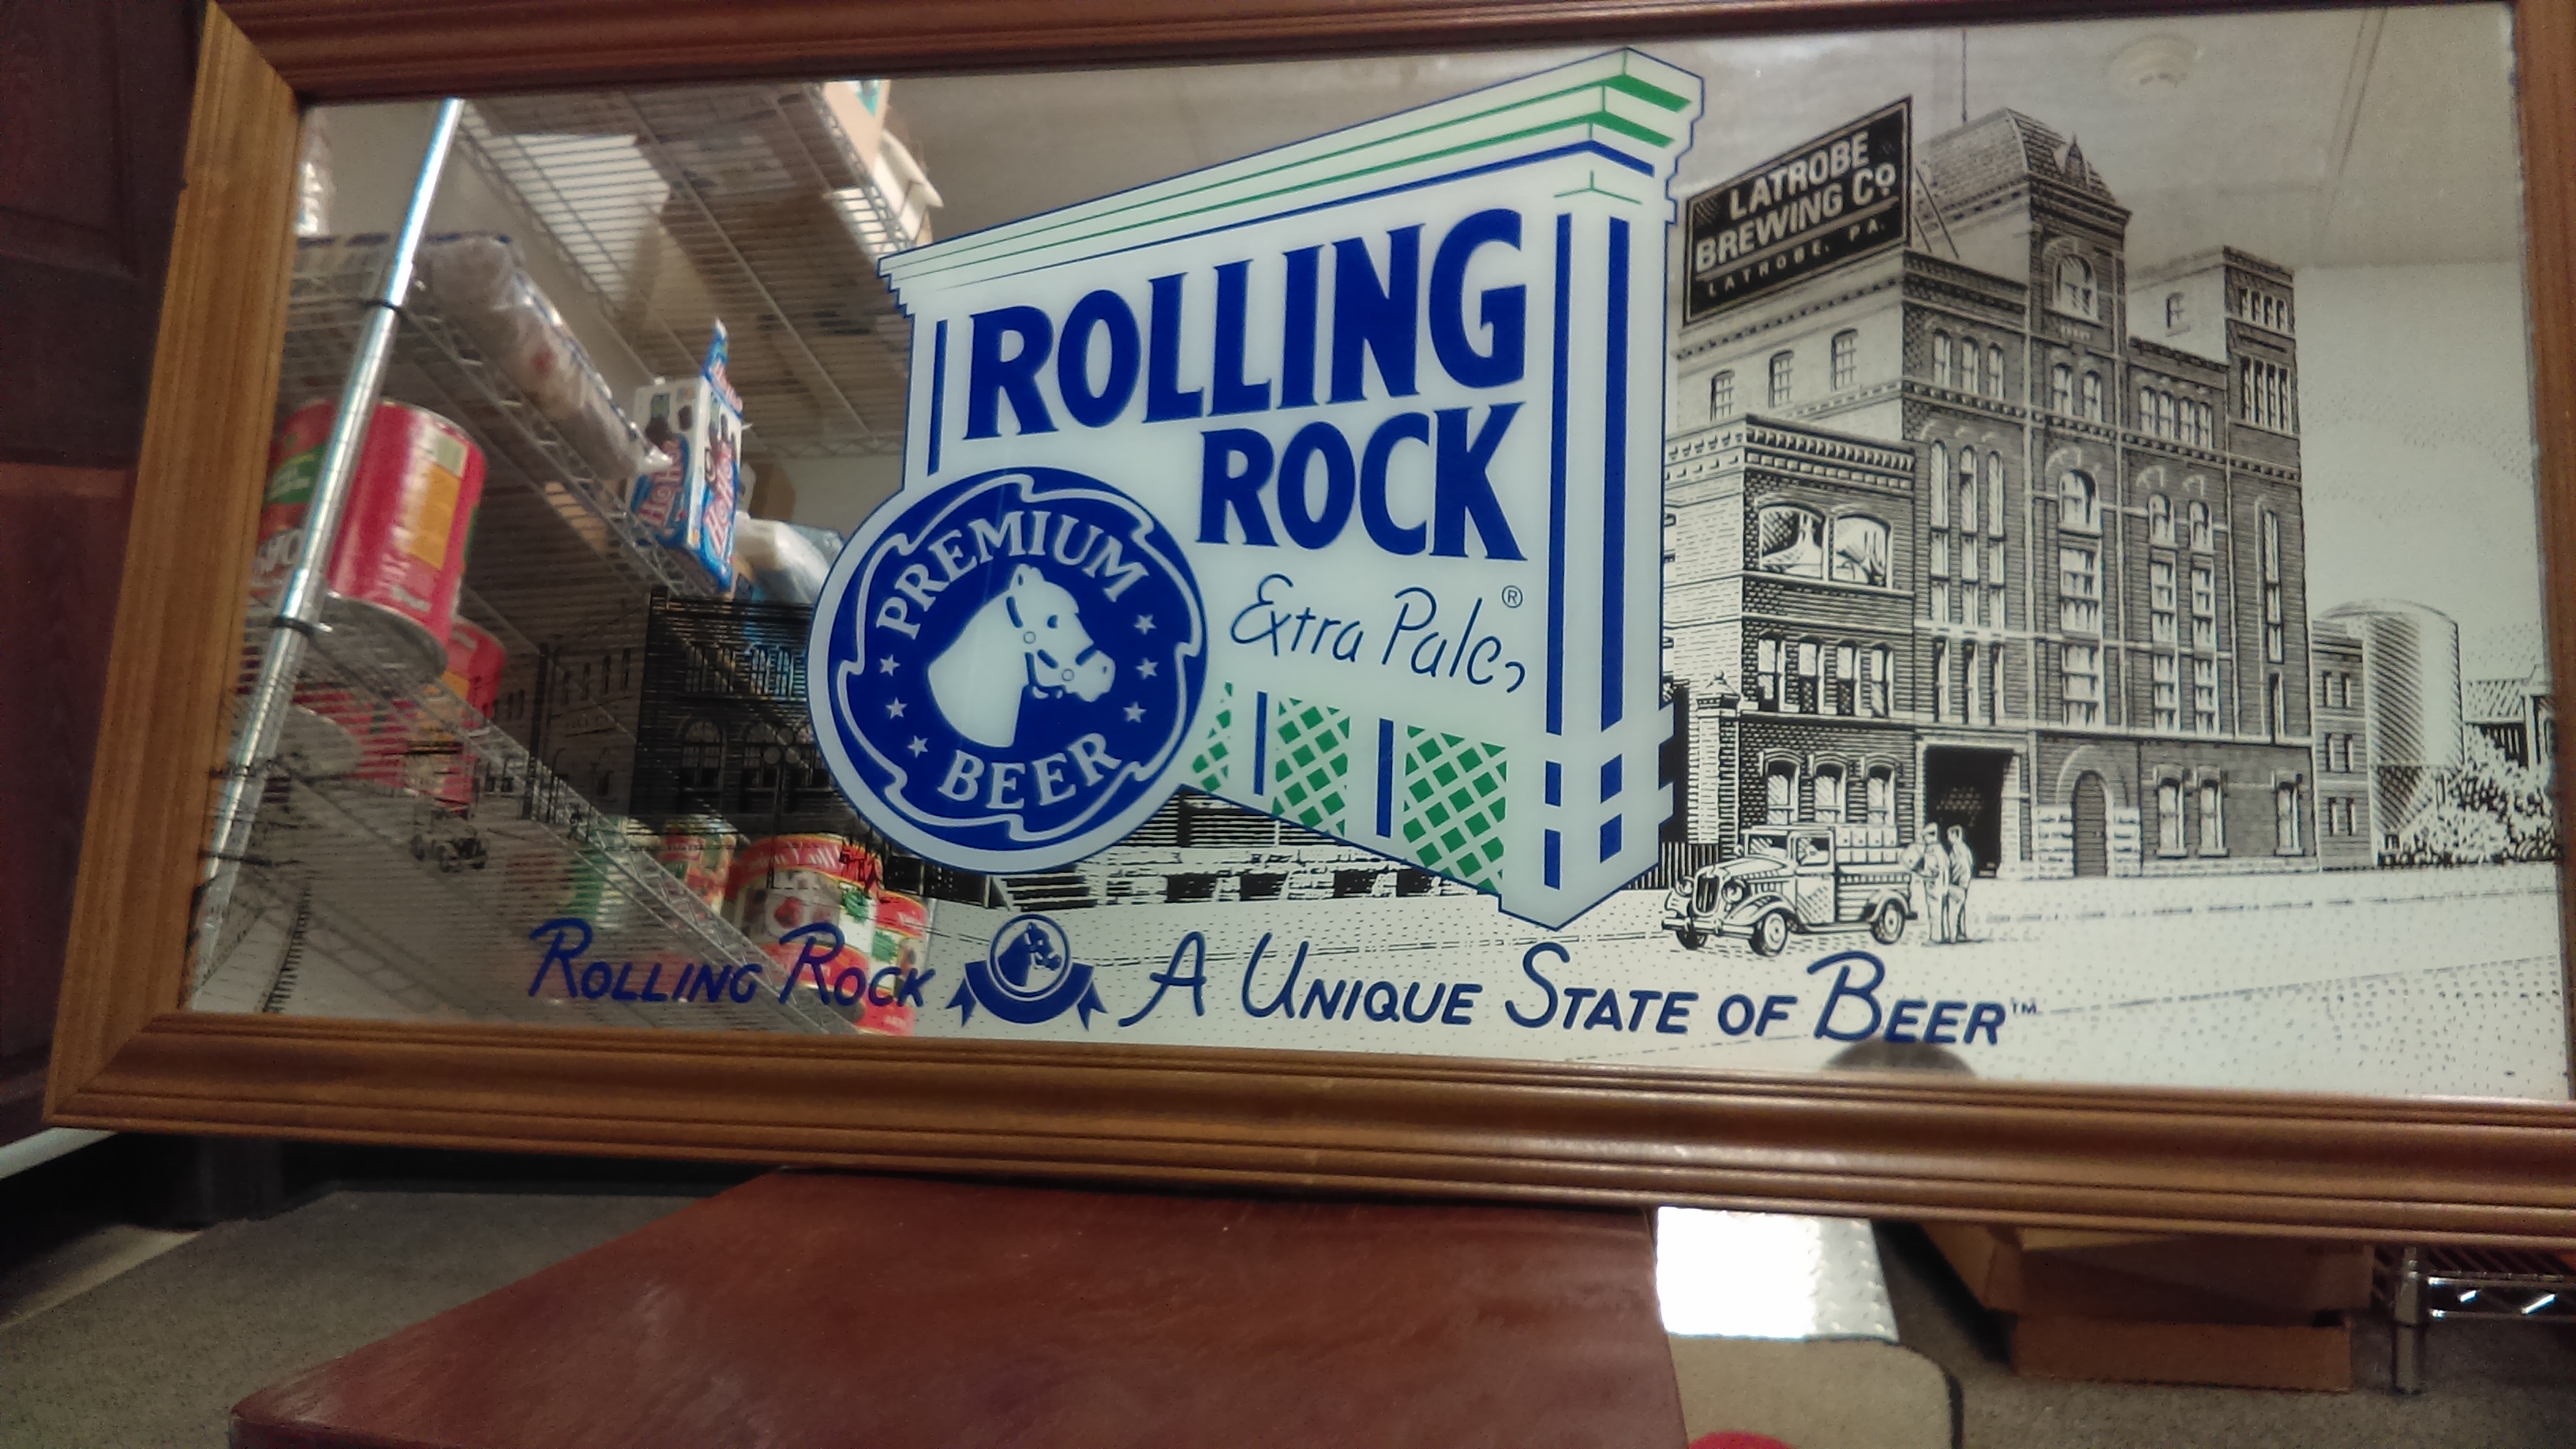 LATROBE
BREWING CO
LATROBE, PA.
ROLLING
ROCK
Extra Pale ®
PREMIUM
BEER
ROLLING ROCK A UNIQUE STATE OF BEER™